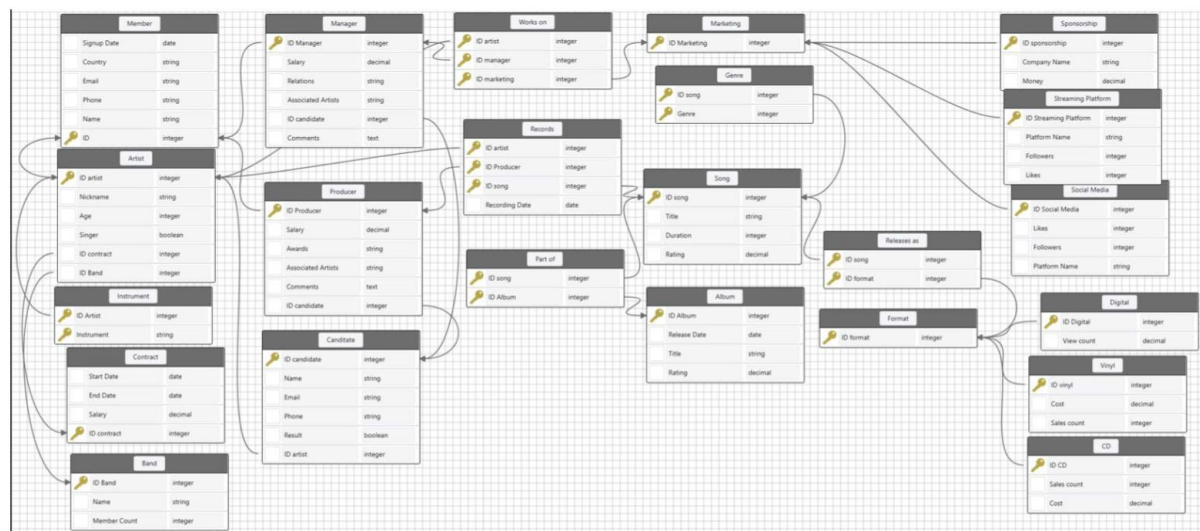 Member
Signup Date date
Country string
Email string
Phone string
Name string
ID integer
Artist
ID artist integer
Nickname string
Age integer
Singer boolean
ID contract integer
ID Band integer
Instrument
ID Artist integer
Instrument string
Contract
Start Date date
End Date date
Salary decimal
ID contract integer
Band
ID Band integer
Name string
Member Count integer
Manager
ID Manager integer
Salary decimal
Relations string
Associated Artists string
ID candidate integer
Comments text
Producer
ID Producer integer
Salary decimal
Awards string
Associated Artists string
Comments text
ID candidate integer
Canditate
ID candidate integer
Name string
Email string
Phone string
Result boolean
ID artist integer
Works on
ID artist integer
ID manager integer
ID marketing integer
Records
ID artist integer
ID Producer integer
ID song integer
Recording Date date
Part of
ID song integer
ID Album integer
Marketing
ID Marketing integer
Genre
ID song integer
Genre integer
Song
ID song integer
Title string
Duration integer
Rating decimal
Album
ID Album integer
Release Date date
Title string
Rating decimal
Releases as
ID song integer
ID format integer
Format
ID format integer
Sponsorship
ID sponsorship integer
Company Name string
Money decimal
Streaming Platform
ID Streaming Platform integer
Platform Name string
Followers integer
Likes integer
Social Media
ID Social Media integer
Likes integer
Followers integer
Platform Name string
Digital
ID Digital integer
View count decimal
Vinyl
ID vinyl integer
Cost decimal
Sales count integer
CD
ID CD integer
Sales count integer
Cost decimal